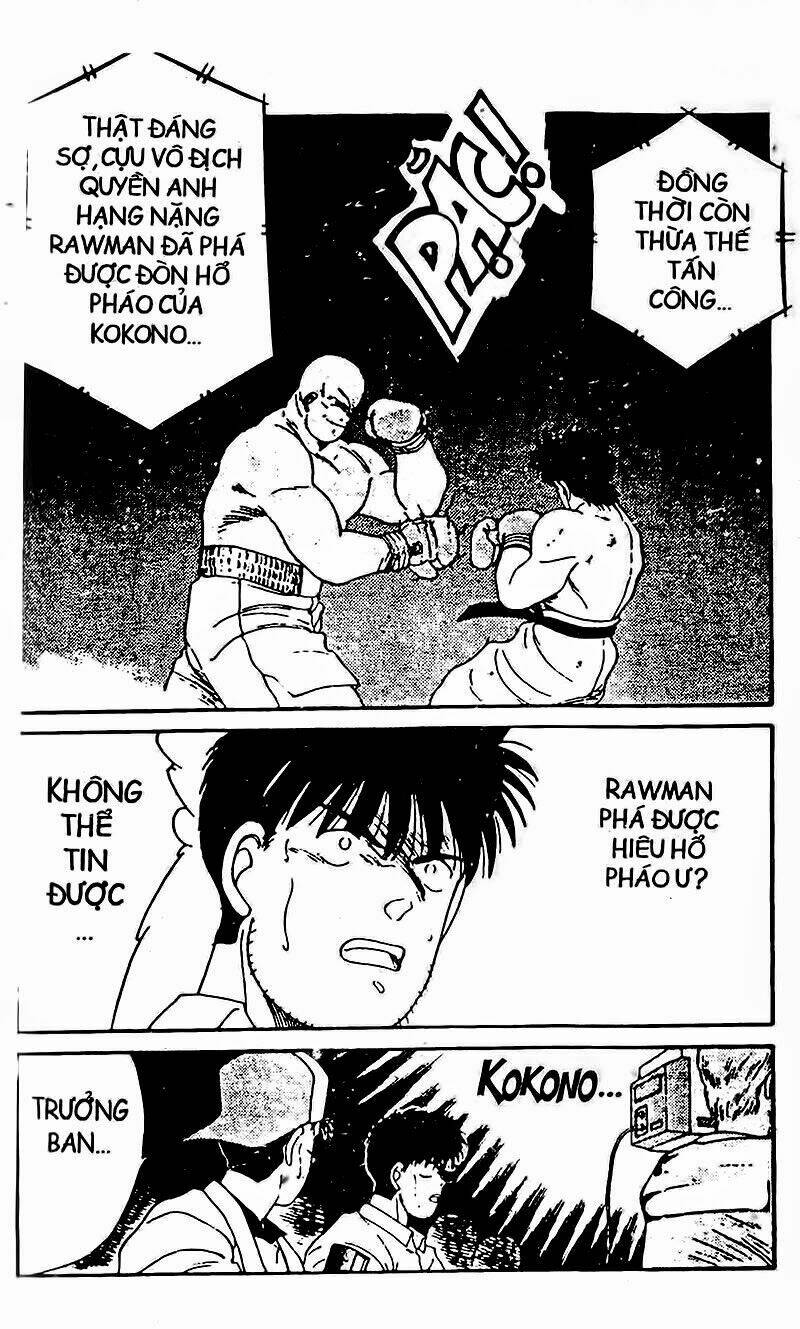 THẬT ĐÁNG
SỢ, CỰU VÔ ĐỊCH
QUYỀN ANH
HẠNG NẶNG
RAWMAN ĐÃ PHÁ
ĐƯỢC ĐÒN HỔ
PHÁO CỦA
KOKONO...
PẶC!
ĐỒNG
THỜI CÒN
THỪA THẾ
TẤN
CÔNG...
KHÔNG
THỂ
TIN
ĐƯỢC
...
RAWMAN
PHÁ ĐƯỢC
HIÊU HỔ
PHÁO Ư?
TRƯỞNG
BAN...
KOKONO...